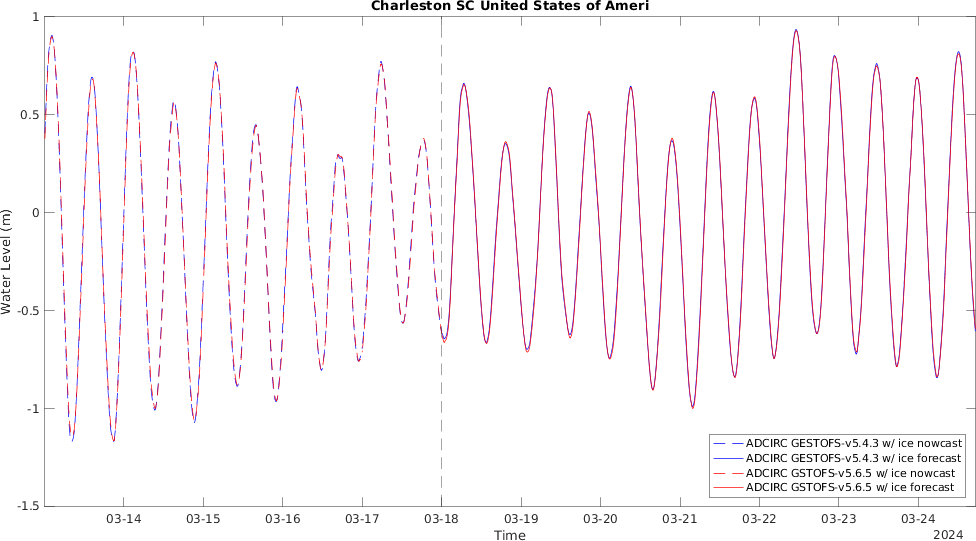 Charleston SC United States of Ameri
1
0.5
0
-0.5
-1
-1.5
Water Level (m)
ADCIRC GESTOFS-v5.4.3 w/ ice nowcast
ADCIRC GESTOFS-v5.4.3 w/ ice forecast
ADCIRC GSTOFS-v5.6.5 w/ ice nowcast
ADCIRC GSTOFS-v5.6.5 w/ ice forecast
03-14 03-15 03-16 03-17 03-18 03-19 03-20 03-21 03-22 03-23 03-24
Time
2024